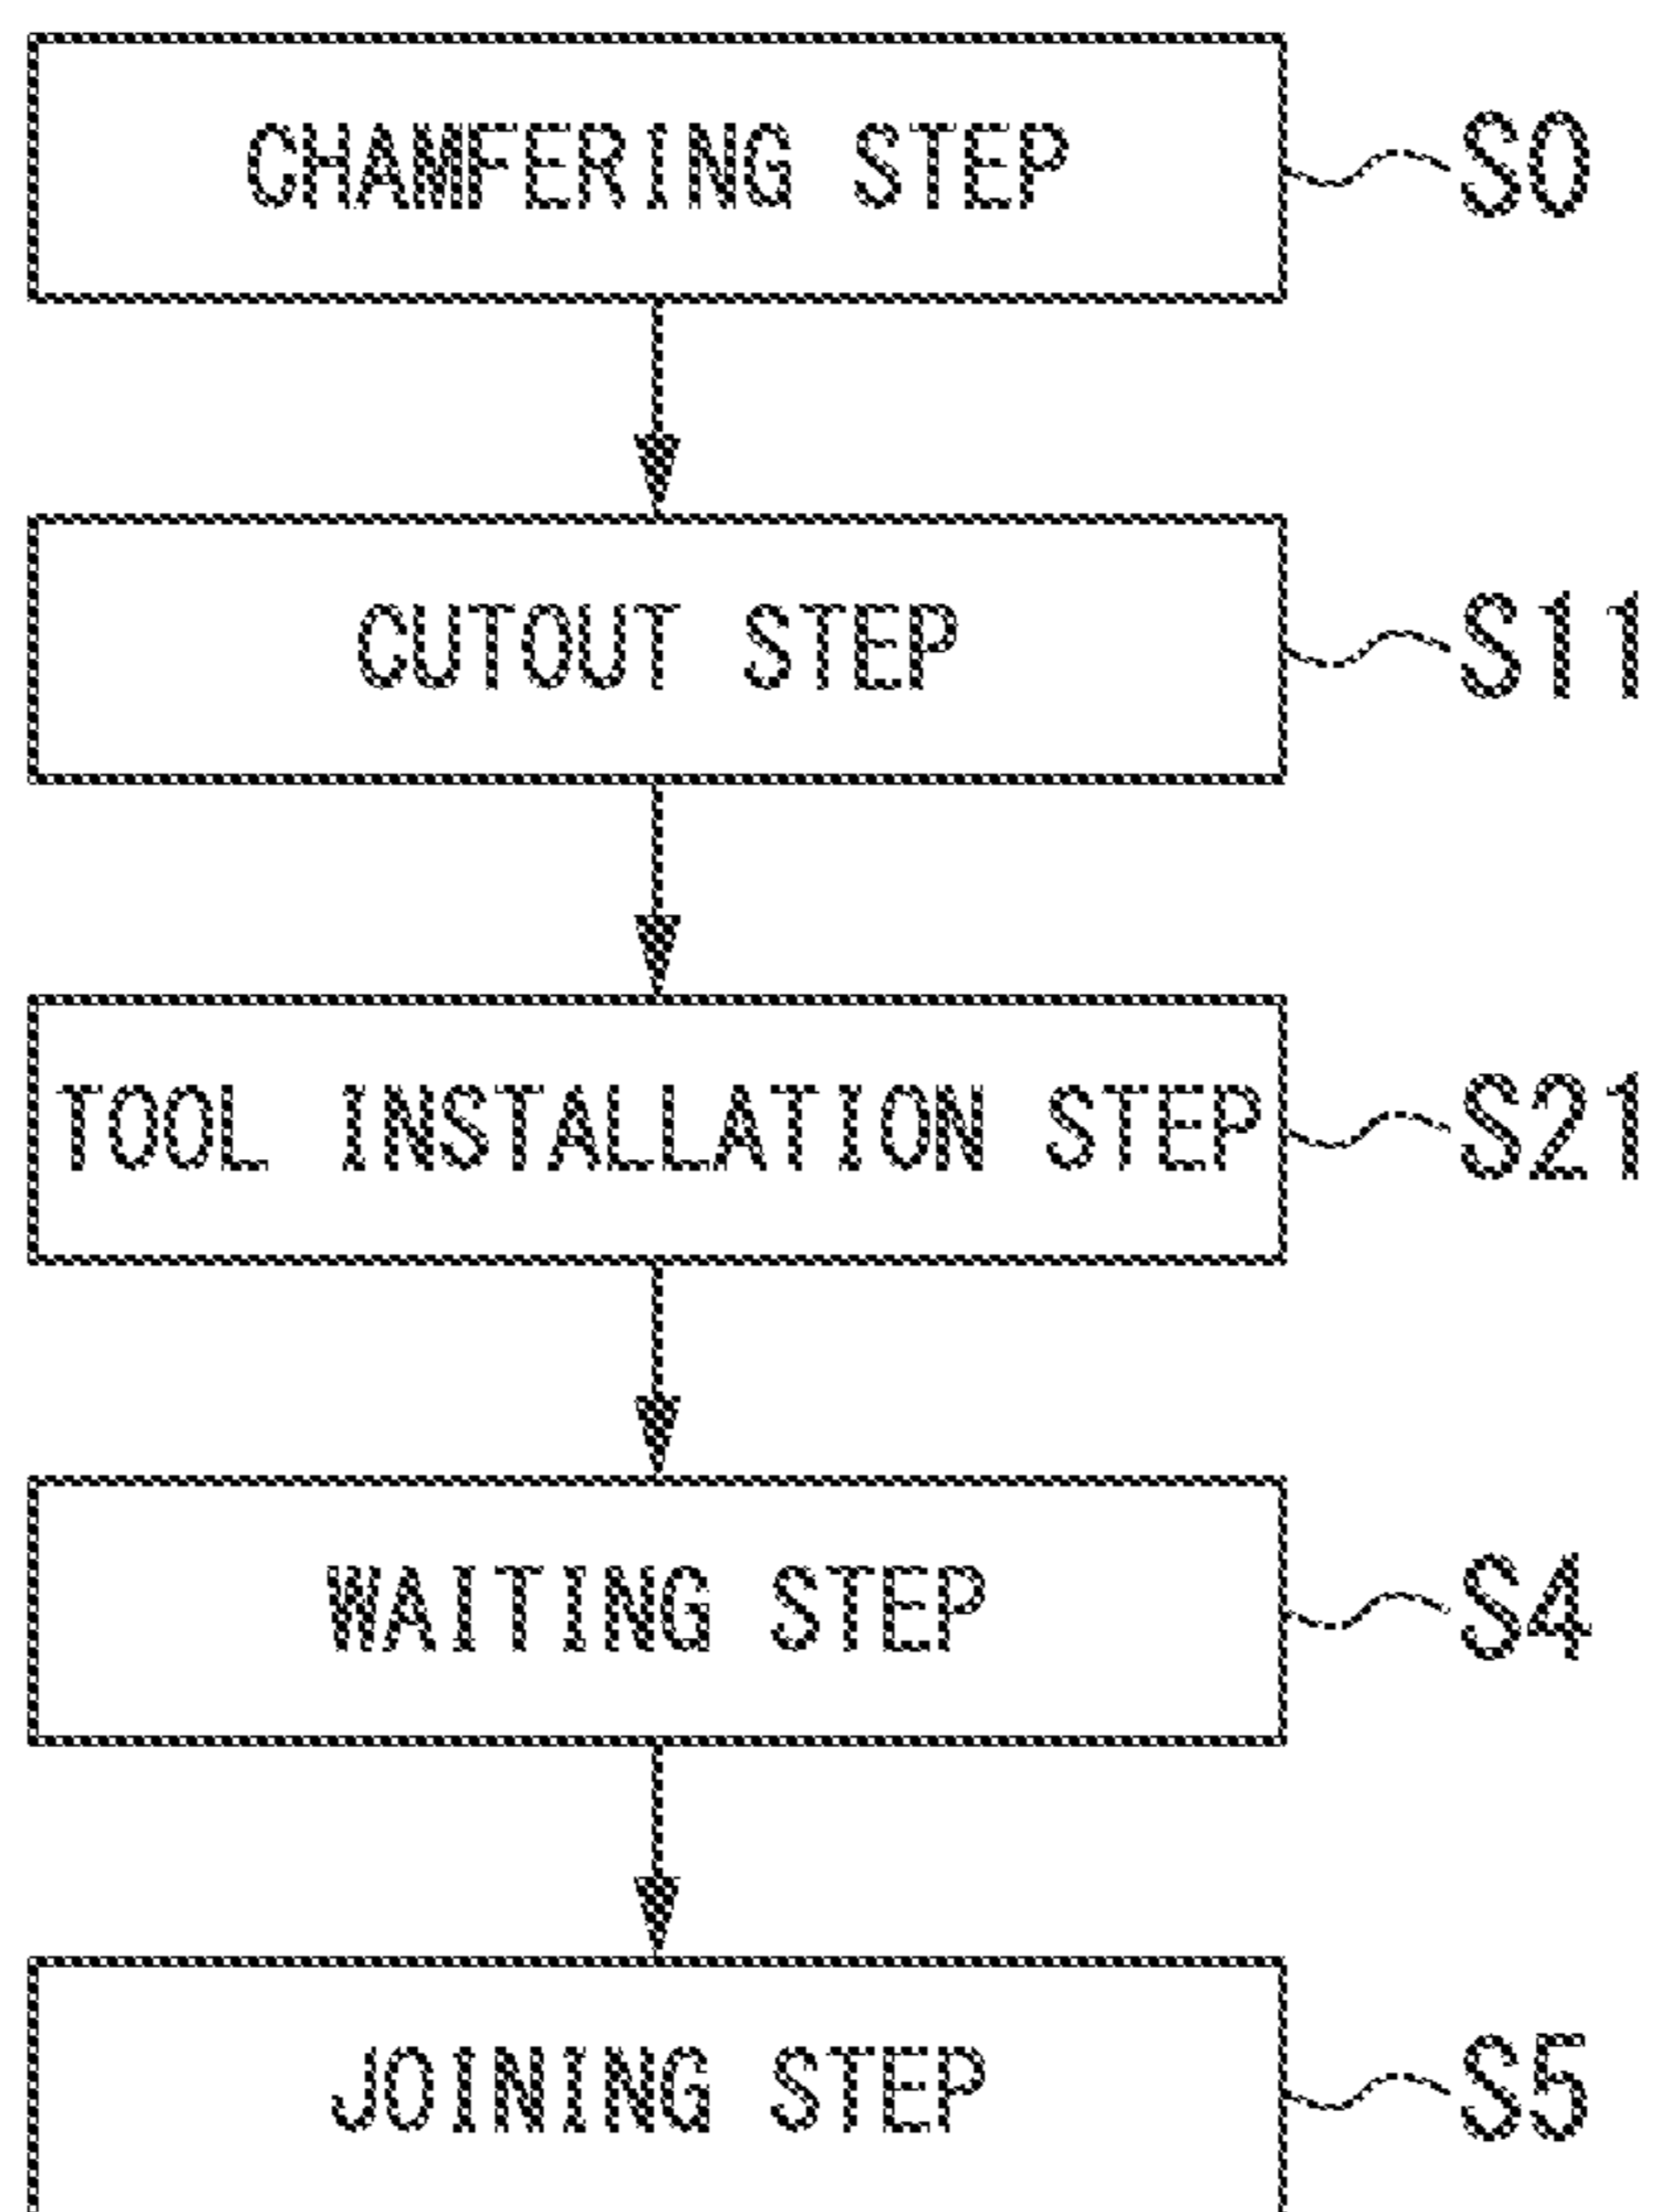 CHAMFERING STEP S0
CUTOUT STEP S11
TOOL INSTALLATION STEP S21
WAITING STEP S4
JOINING STEP S5